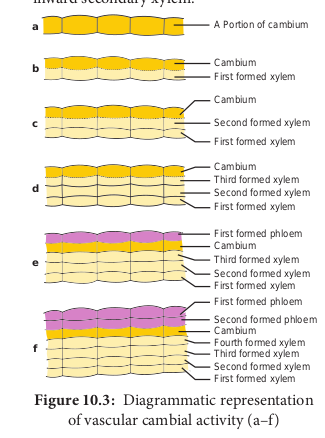 inward secondary xylem.
a
A Portion of cambium
b
Cambium
First formed xylem
c
Cambium
Second formed xylem
First formed xylem
d
Cambium
Third formed xylem
Second formed xylem
First formed xylem
e
First formed phloem
Cambium
Third formed xylem
Second formed xylem
First formed xylem
f
First formed phloem
Second formed phloem
Cambium
Fourth formed xylem
Third formed xylem
Second formed xylem
First formed xylem
Figure 10.3: Diagrammatic representation
of vascular cambial activity (a–f)